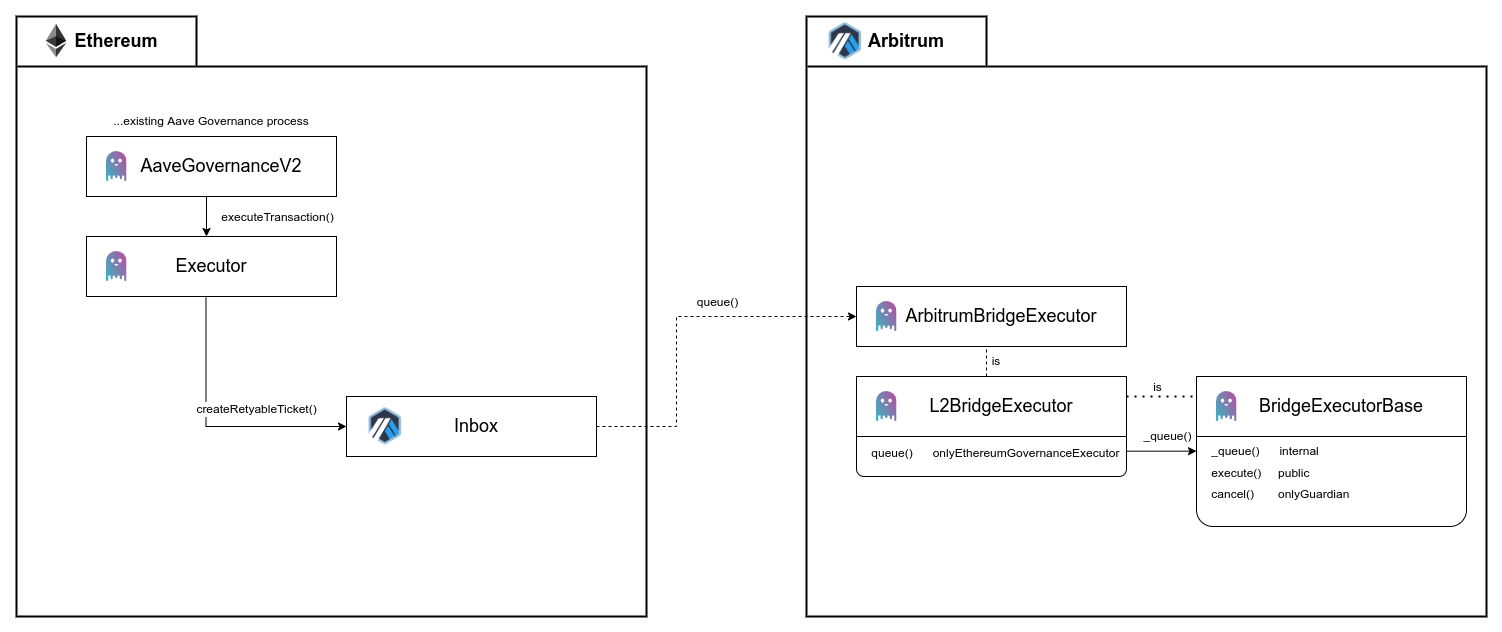 Ethereum
...existing Aave Governance process
AaveGovernanceV2
executeTransaction()
Executor
createRetyableTicket()
Inbox
queue()
Arbitrum
ArbitrumBridgeExecutor
is
L2BridgeExecutor
queue() onlyEthereumGovernanceExecutor
is
_queue()
BridgeExecutorBase
_queue() internal
execute() public
cancel() onlyGuardian